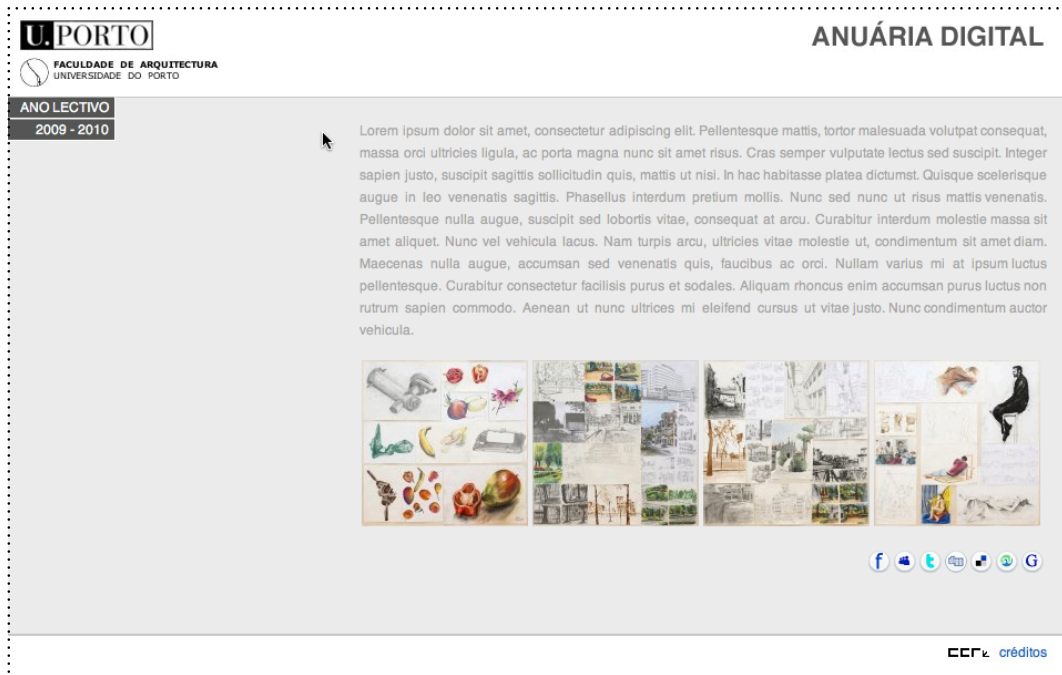 U. PORTO
ANUÁRIA DIGITAL
FACULDADE DE ARQUITECTURA
UNIVERSIDADE DO PORTO
ANO LECTIVO
2009 - 2010
Lorem ipsum dolor sit amet, consectetur adipiscing elit. Pellentesque mattis, tortor malesuada volutpat consequat,
massa orci ultricies ligula, ac porta magna nunc sit amet risus. Cras semper vulputate lectus sed suscipit. Integer
sapien justo, suscipit sagittis sollicitudin quis, mattis ut nisi. In hac habitasse platea dictumst. Quisque scelerisque
augue in leo venenatis sagittis. Phasellus interdum pretium mollis. Nunc sed nunc ut risus mattis venenatis.
Pellentesque nulla augue, suscipit sed lobortis vitae, consequat at arcu. Curabitur interdum molestie massa sit
amet aliquet. Nunc vel vehicula lacus. Nam turpis arcu, ultricies vitae molestie ut, condimentum sit amet diam.
Maecenas nulla augue, accumsan sed venenatis quis, faucibus ac orci. Nullam varius mi at ipsum luctus
pellentesque. Curabitur consectetur facilisis purus et sodales. Aliquam rhoncus enim accumsan purus luctus non
rutrum sapien commodo. Aenean ut nunc ultrices mi eleifend cursus ut vitae justo. Nunc condimentum auctor
vehicula.
f t G
créditos